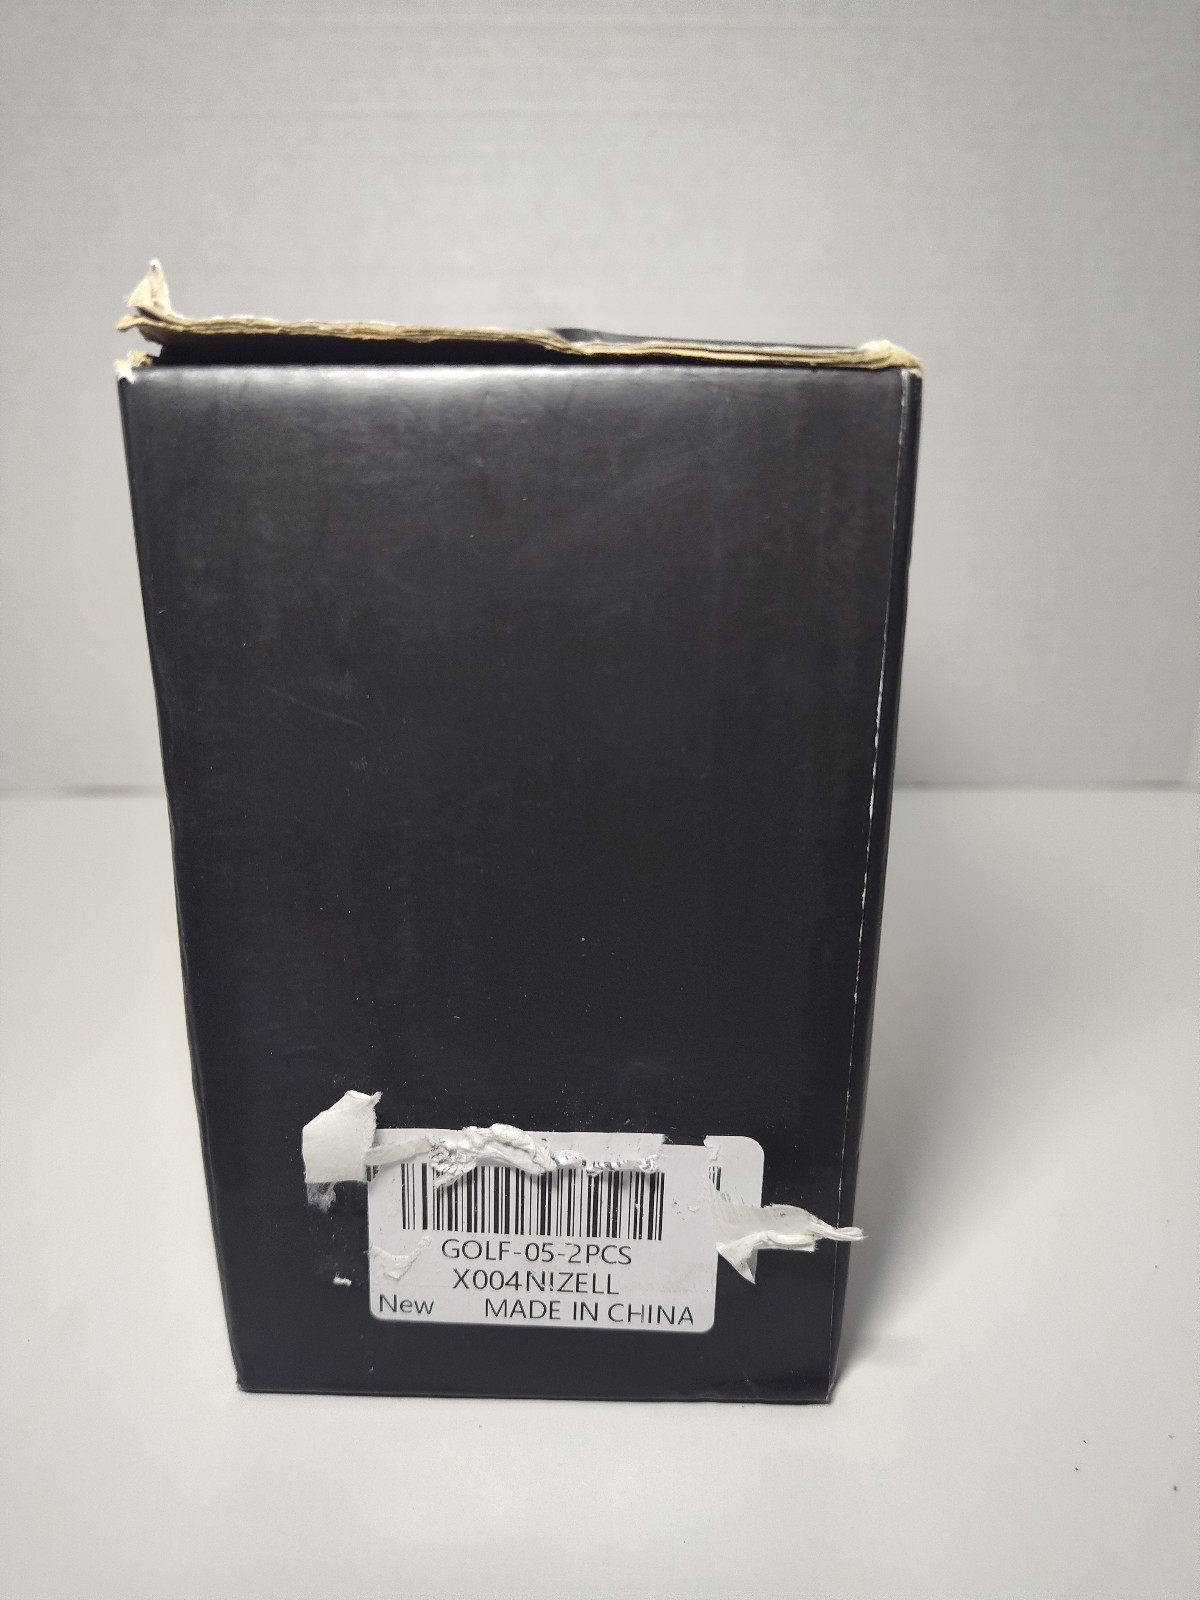 GOLF-05-2PCS
X004N!ZELL
New MADE IN CHINA